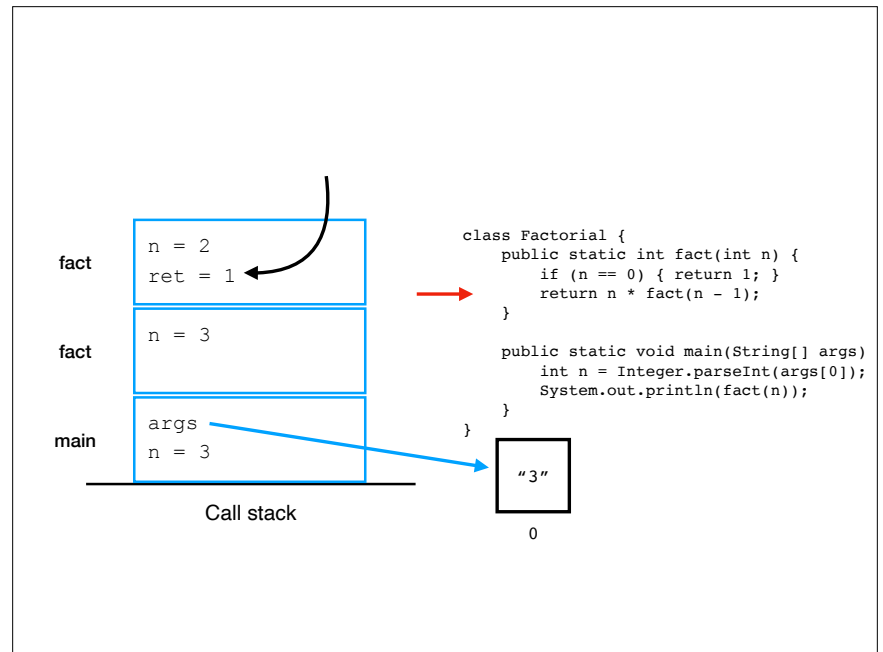 fact
n = 2
ret = 1
fact
n = 3
main
args
n = 3
Call stack
class Factorial {
    public static int fact(int n) {
        if (n == 0) { return 1; }
        return n * fact(n - 1);
    }

    public static void main(String[] args)
        int n = Integer.parseInt(args[0]);
        System.out.println(fact(n));
    }
}
“3”
0